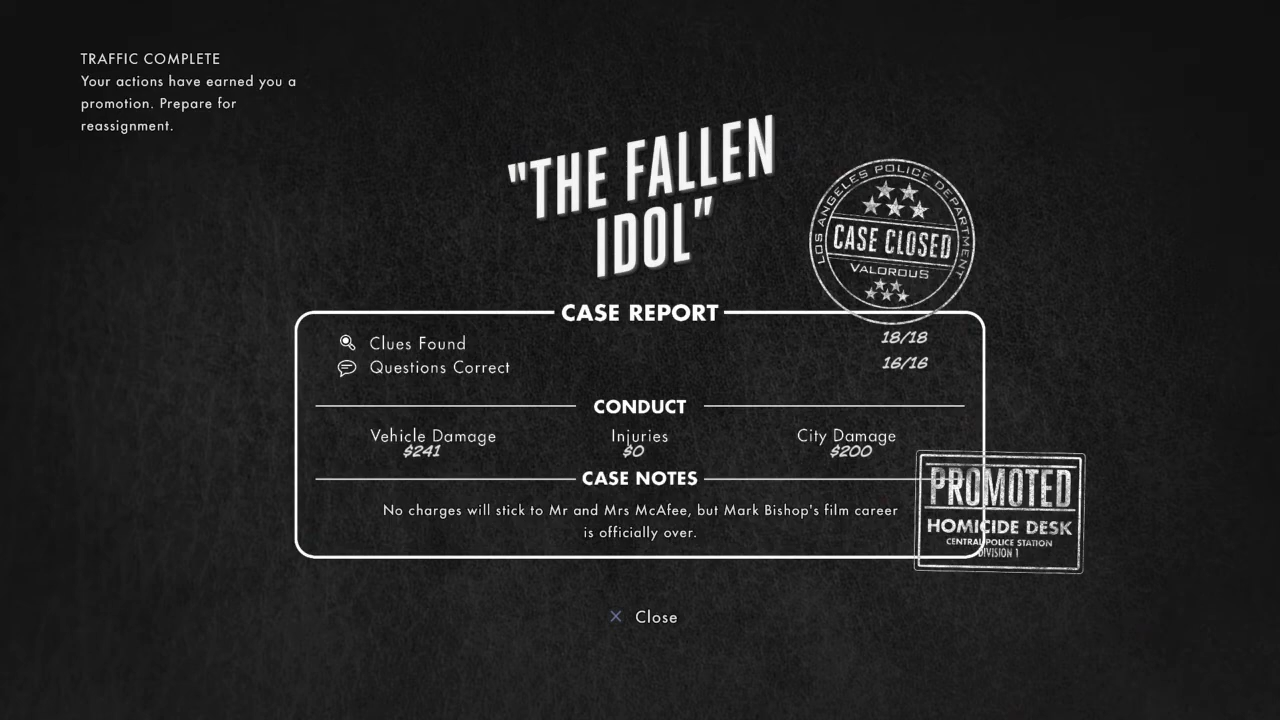 TRAFFIC COMPLETE
Your actions have earned you a
promotion. Prepare for
reassignment.
"THE FALLEN
IDOL"
LOS ANGELES POLICE DEPARTMENT
CASE CLOSED
VALOROUS
CASE REPORT
Clues Found 18/18
Questions Correct 16/16
CONDUCT
Vehicle Damage Injuries City Damage
$241 $0 $200
CASE NOTES
No charges will stick to Mr and Mrs McAfee, but Mark Bishop's film career
is officially over.
PROMOTED
HOMICIDE DESK
CENTRAL POLICE STATION
DIVISION 1
Close